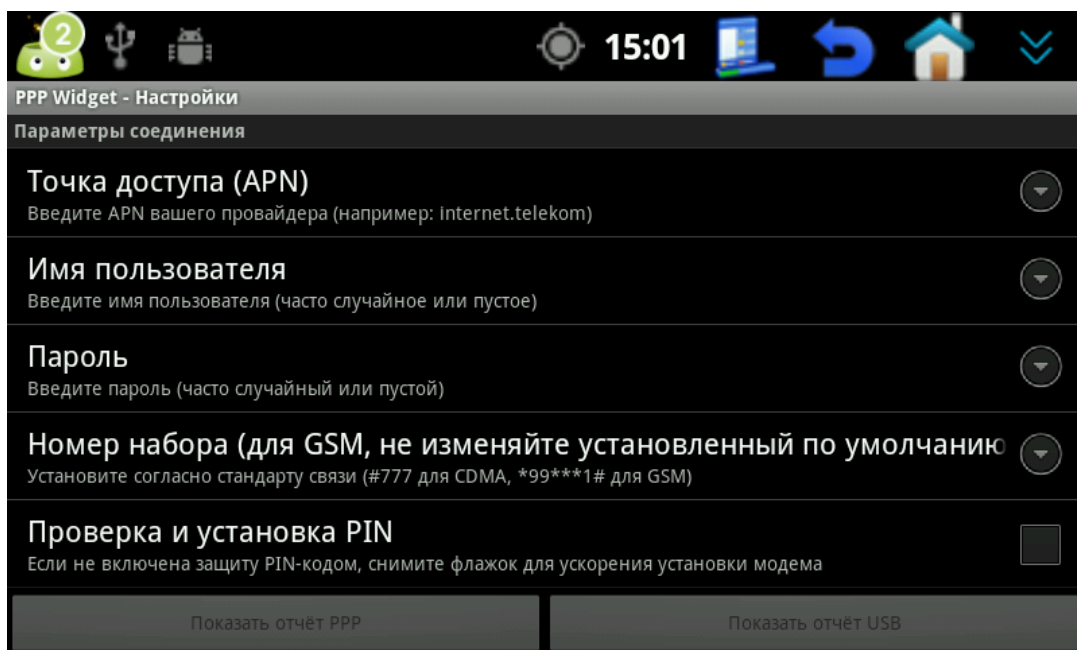 2
15:01
PPP Widget - Настройки
Параметры соединения
Точка доступа (APN)
Введите APN вашего провайдера (например: internet.telekom)
Имя пользователя
Введите имя пользователя (часто случайное или пустое)
Пароль
Введите пароль (часто случайный или пустой)
Номер набора (для GSM, не изменяйте установленный по умолчанию
Установите согласно стандарту связи (#777 для CDMA, *99***1# для GSM)
Проверка и установка PIN
Если не включена защиту PIN-кодом, снимите флажок для ускорения установки модема
Показать отчёт PPP
Показать отчёт USB